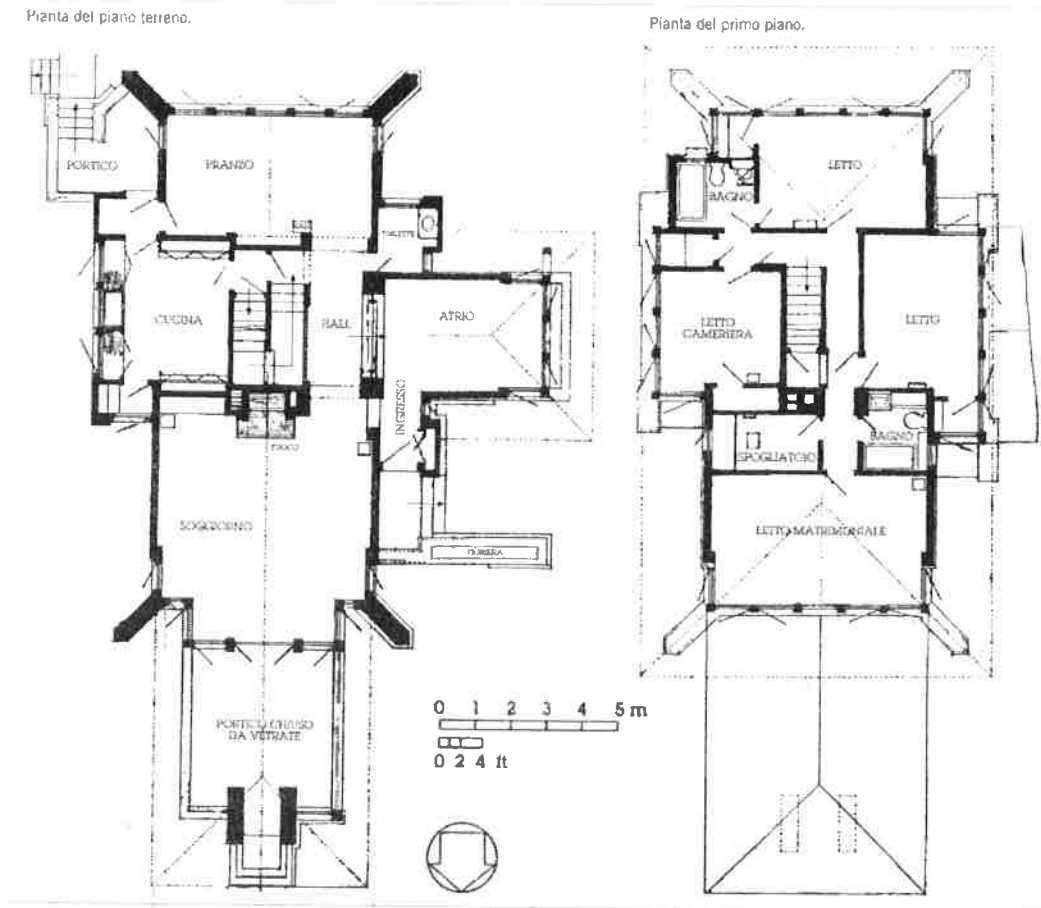 Pianta del piano terreno.
Pianta del primo piano.
PORTICO
PRANZO
TOILETTE
CUCINA
HALL
ATRIO
INGRESSO
FUOCO
SOGGIORNO
FIORIERA
PORTICO CHIUSO
DA VETRATE
0 1 2 3 4 5 m
0 2 4 ft
LETTO
BAGNO
LETTO
CAMERIERA
LETTO
BAGNO
SPOGLIATOIO
LETTO MATRIMONIALE